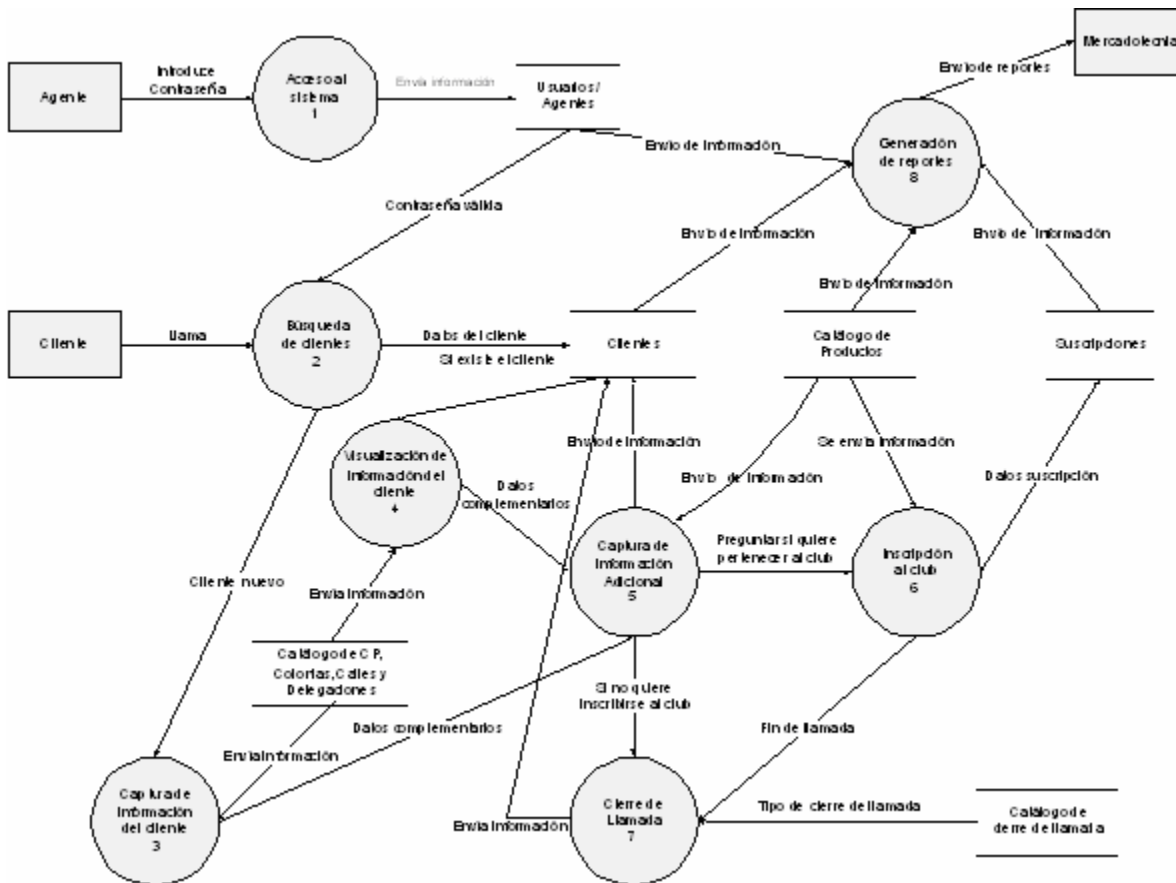 Mercadotecnia
Envío de reportes
Introduce
Contraseña
Agente
Acceso al
sistema
1
Envía información
Usuarios /
Agentes
Envío de Información
Generación
de reportes
8
Contraseña válida
Envío de Información
Envío de Información
Envío de Información
Cliente
Llama
Búsqueda
de clientes
2
Datos del cliente
Si existe el cliente
Clientes
Catálogo de
Productos
Suscripciones
Visualización de
Información del
cliente
4
Envío de Información
Se envía Información
Envío de Información
Datos
complementarios
Datos suscripción
Captura de
Información
Adicional
5
Preguntar si quiere
pertenecer al club
Inscripción
al club
6
Cliente nuevo
Envía Información
Catálogo de CP,
Colonias, Calles y
Delegaciones
Si no quiere
Inscribirse al club
Datos complementarios
Fin de llamada
Envía Información
Captura de
Información
del cliente
3
Envía Información
Cierre de
Llamada
7
Tipo de cierre de llamada
Catálogo de
cierre de llamada